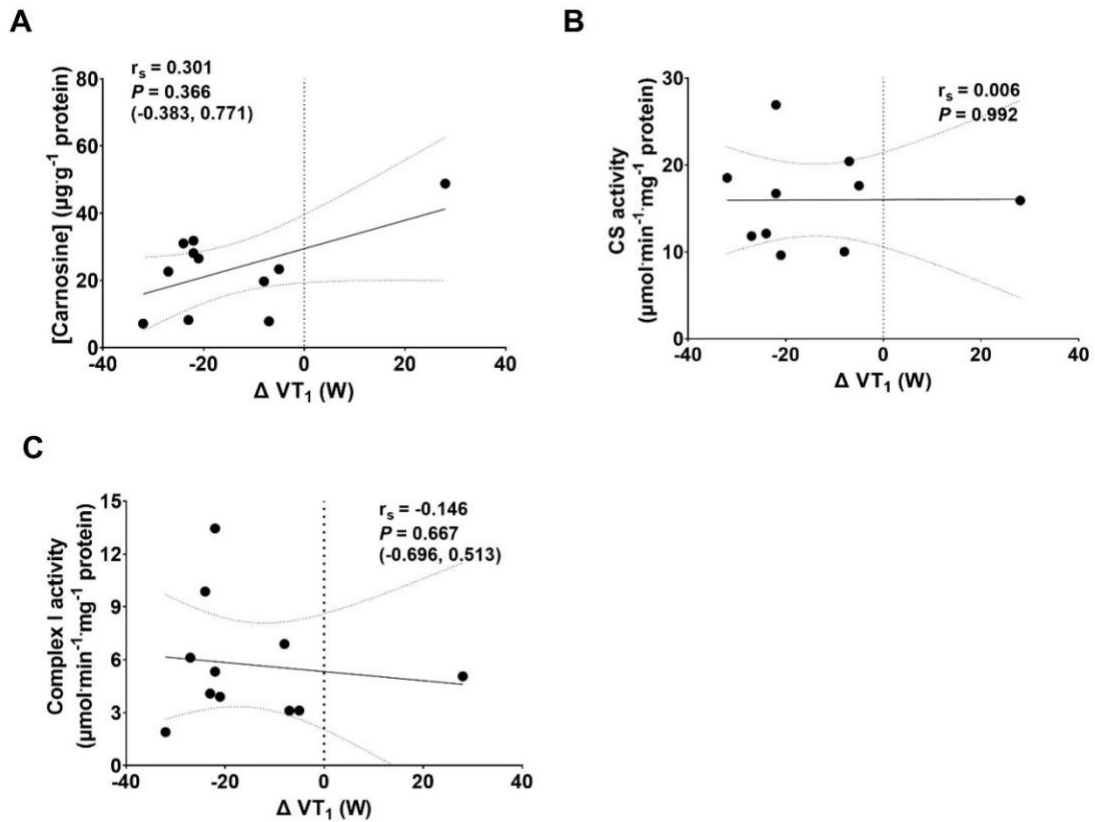 A
[Carnosine] (µg·g⁻¹ protein)
rₛ = 0.301
P = 0.366
(-0.383, 0.771)
80
60
40
20
0
-40
-20
0
20
40
Δ VT₁ (W)
B
CS activity
(µmol·min⁻¹·mg⁻¹ protein)
rₛ = 0.006
P = 0.992
30
20
10
0
-40
-20
0
20
40
Δ VT₁ (W)
C
Complex I activity
(µmol·min⁻¹·mg⁻¹ protein)
rₛ = -0.146
P = 0.667
(-0.696, 0.513)
15
12
9
6
3
0
-40
-20
0
20
40
Δ VT₁ (W)